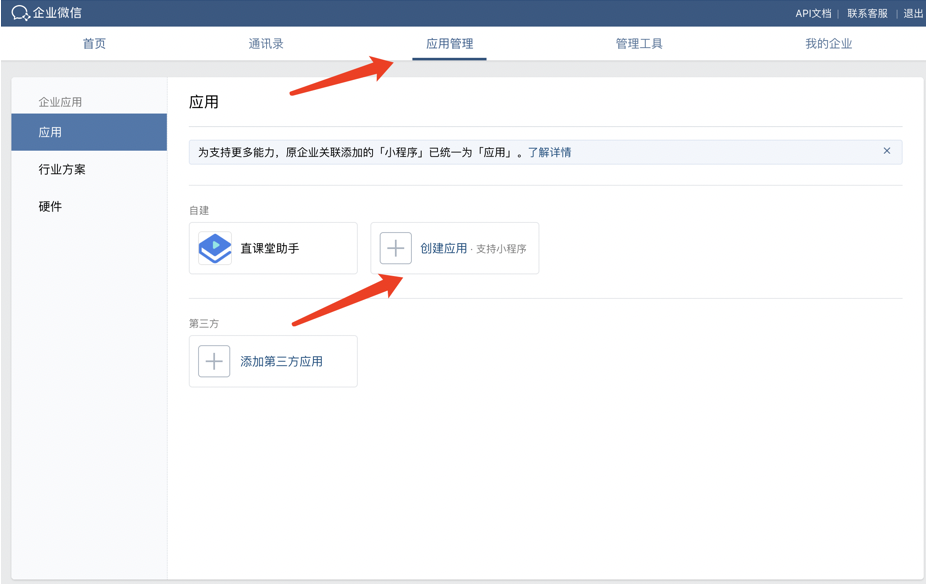 企业微信
API文档 | 联系客服 | 退出
首页 通讯录 应用管理 管理工具 我的企业
企业应用
应用
行业方案
硬件
应用
为支持更多能力，原企业关联添加的「小程序」已统一为「应用」。了解详情
自建
直课堂助手
创建应用 · 支持小程序
第三方
添加第三方应用